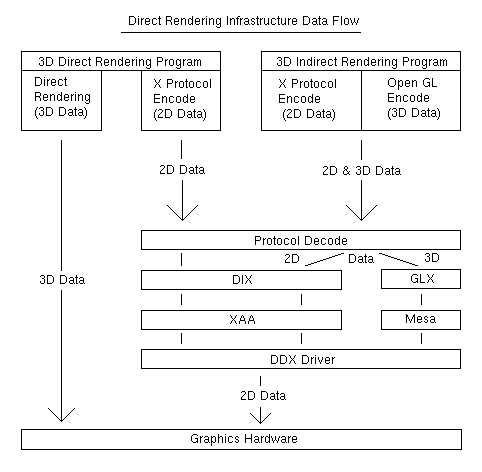 Direct Rendering Infrastructure Data Flow
3D Direct Rendering Program
3D Indirect Rendering Program
Direct
Rendering
(3D Data)
X Protocol
Encode
(2D Data)
X Protocol
Encode
(2D Data)
Open GL
Encode
(3D Data)
2D Data
2D & 3D Data
Protocol Decode
2D Data 3D
3D Data
DIX
GLX
XAA
Mesa
DDX Driver
2D Data
Graphics Hardware